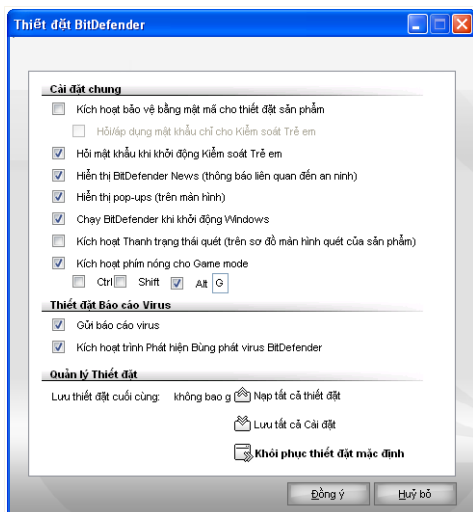 Thiết đặt BitDefender
Cài đặt chung
Kích hoạt bảo vệ bằng mật mã cho thiết đặt sản phẩm
Hỏi/áp dụng mật khẩu chỉ cho Kiểm soát Trẻ em
Hỏi mật khẩu khi khởi động Kiểm soát Trẻ em
Hiển thị BitDefender News (thông báo liên quan đến an ninh)
Hiển thị pop-ups (trên màn hình)
Chạy BitDefender khi khởi động Windows
Kích hoạt Thanh trạng thái quét (trên sơ đồ màn hình quét của sản phẩm)
Kích hoạt phím nóng cho Game mode
Ctrl Shift Alt G
Thiết đặt Báo cáo Virus
Gửi báo cáo virus
Kích hoạt trình Phát hiện Bùng phát virus BitDefender
Quản lý Thiết đặt
Lưu thiết đặt cuối cùng: không bao g Nạp tất cả thiết đặt
Lưu tất cả Cài đặt
Khôi phục thiết đặt mặc định
Đồng ý Huỷ bỏ